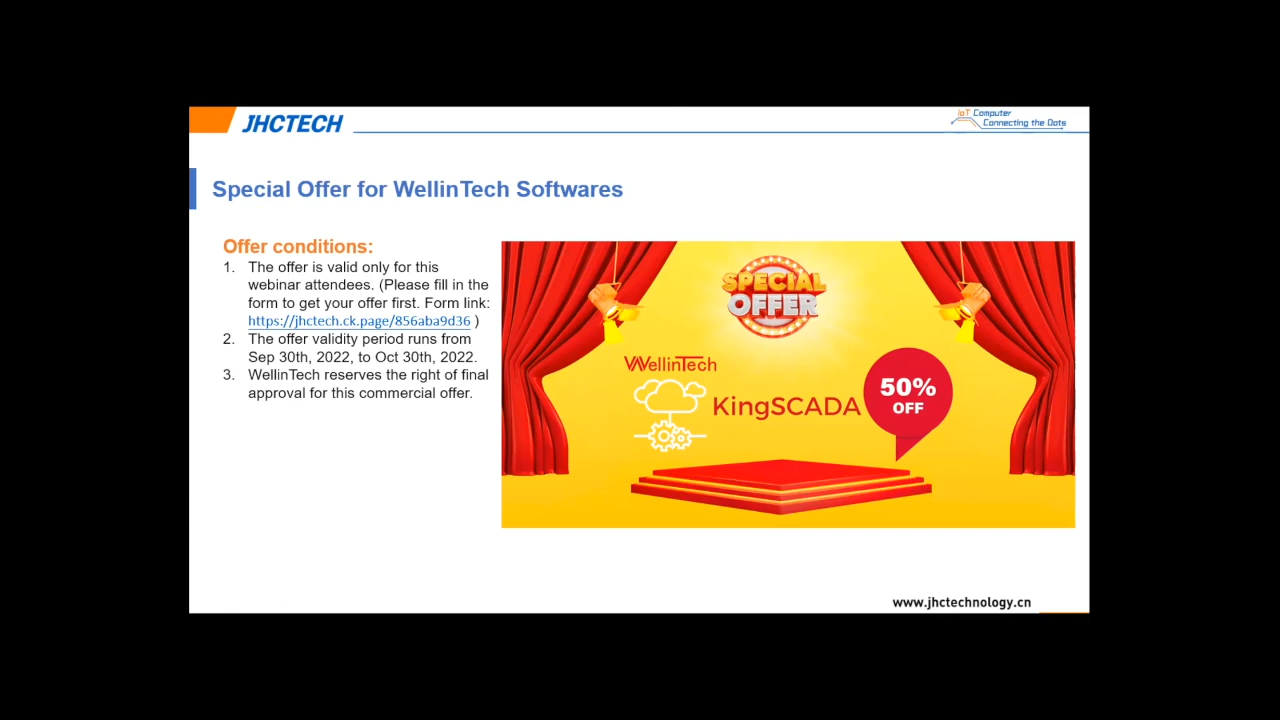 JHCTECH
IoT Computer
Connecting the Dots
Special Offer for WellinTech Softwares
Offer conditions:
1. The offer is valid only for this
webinar attendees. (Please fill in the
form to get your offer first. Form link:
https://jhctech.ck.page/856aba9d36 )
2. The offer validity period runs from
Sep 30th, 2022, to Oct 30th, 2022.
3. WellinTech reserves the right of final
approval for this commercial offer.
SPECIAL
OFFER
WellinTech
KingSCADA
50%
OFF
www.jhctechnology.cn